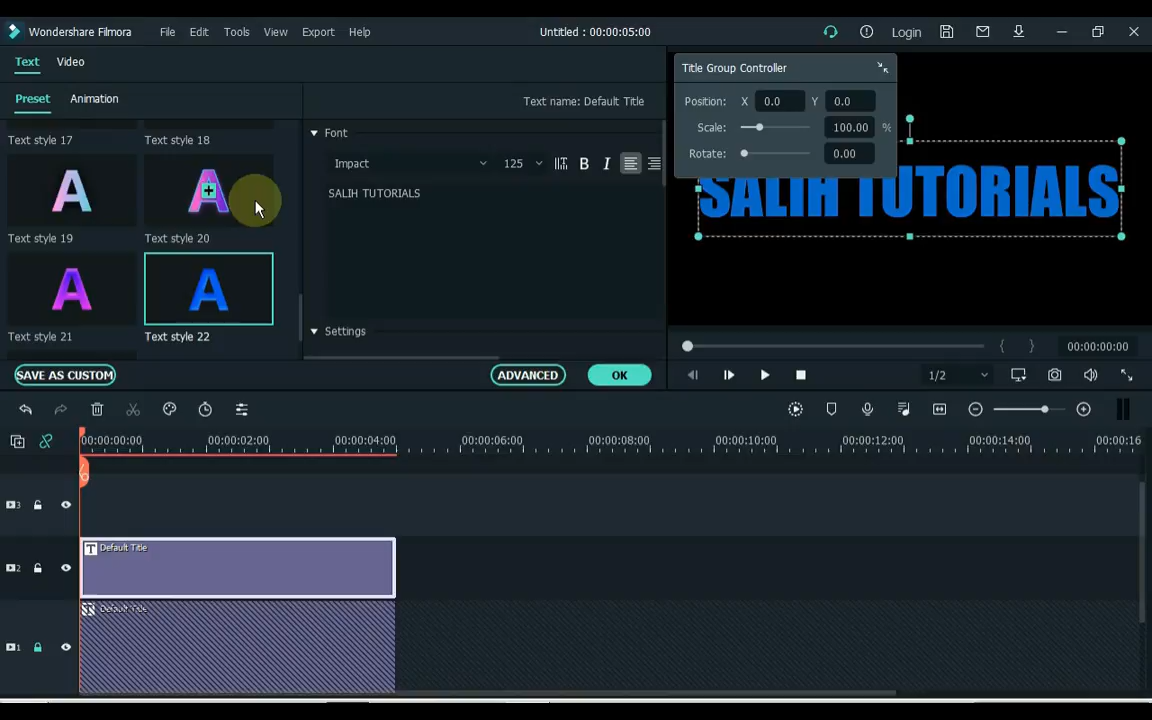 Wondershare Filmora File Edit Tools View Export Help Untitled : 00:00:05:00 Login
Text Video
Preset Animation Text name: Default Title
Text style 17 Text style 18
Text style 19 Text style 20
Text style 21 Text style 22
SAVE AS CUSTOM
Font
Impact 125 B I
SALIH TUTORIALS
Settings
ADVANCED OK
Title Group Controller
Position: X 0.0 Y 0.0
Scale: 100.00 %
Rotate: 0.00
SALIH TUTORIALS
{ } 00:00:00:00
1/2
00:00:00:00 00:00:02:00 00:00:04:00 00:00:06:00 00:00:08:00 00:00:10:00 00:00:12:00 00:00:14:00 00:00:16
3
T Default Title
2
T Default Title
1